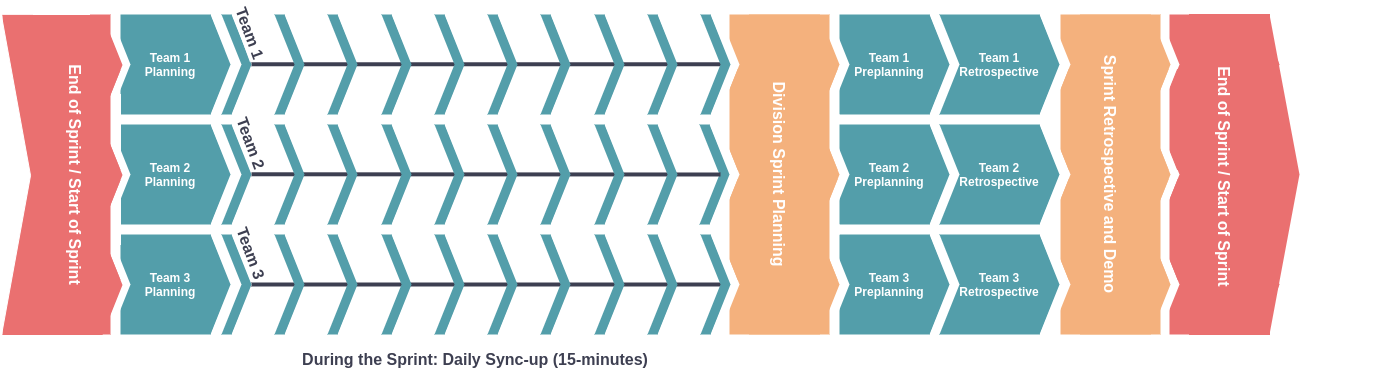 End of Sprint / Start of Sprint
Team 1
Planning
Team 1
Team 2
Planning
Team 2
Team 3
Planning
Team 3
During the Sprint: Daily Sync-up (15-minutes)
Division Sprint Planning
Team 1
Preplanning
Team 1
Retrospective
Team 2
Preplanning
Team 2
Retrospective
Team 3
Preplanning
Team 3
Retrospective
Sprint Retrospective and Demo
End of Sprint / Start of Sprint